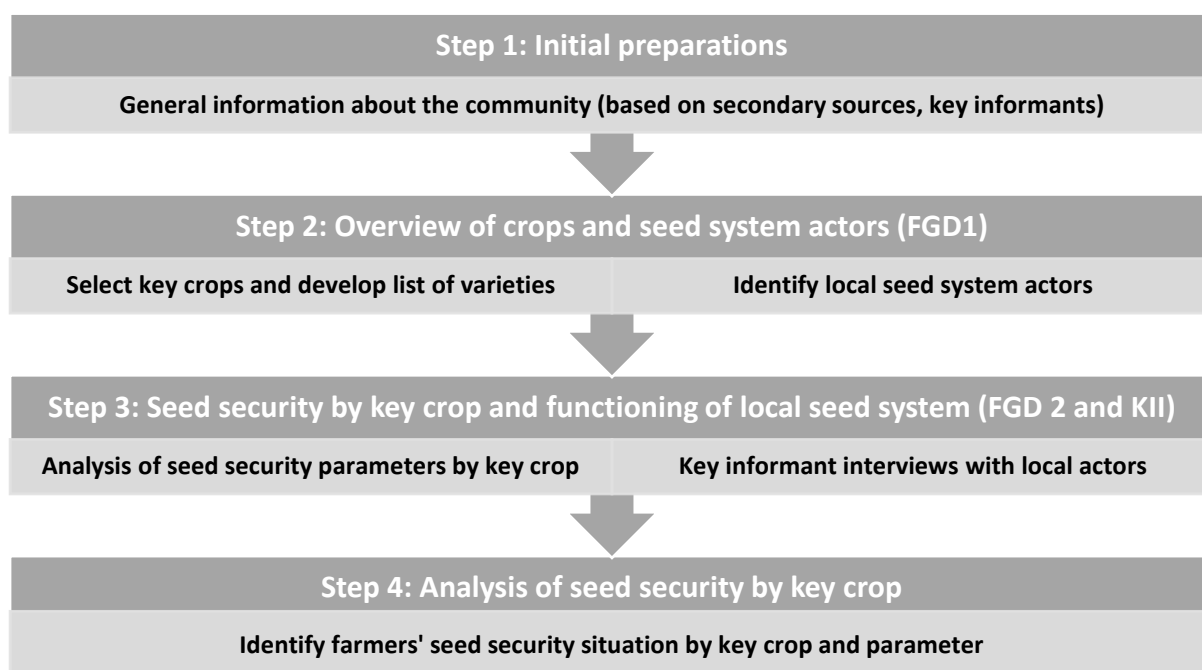 Step 1: Initial preparations
General information about the community (based on secondary sources, key informants)
Step 2: Overview of crops and seed system actors (FGD1)
Select key crops and develop list of varieties
Identify local seed system actors
Step 3: Seed security by key crop and functioning of local seed system (FGD 2 and KII)
Analysis of seed security parameters by key crop
Key informant interviews with local actors
Step 4: Analysis of seed security by key crop
Identify farmers' seed security situation by key crop and parameter